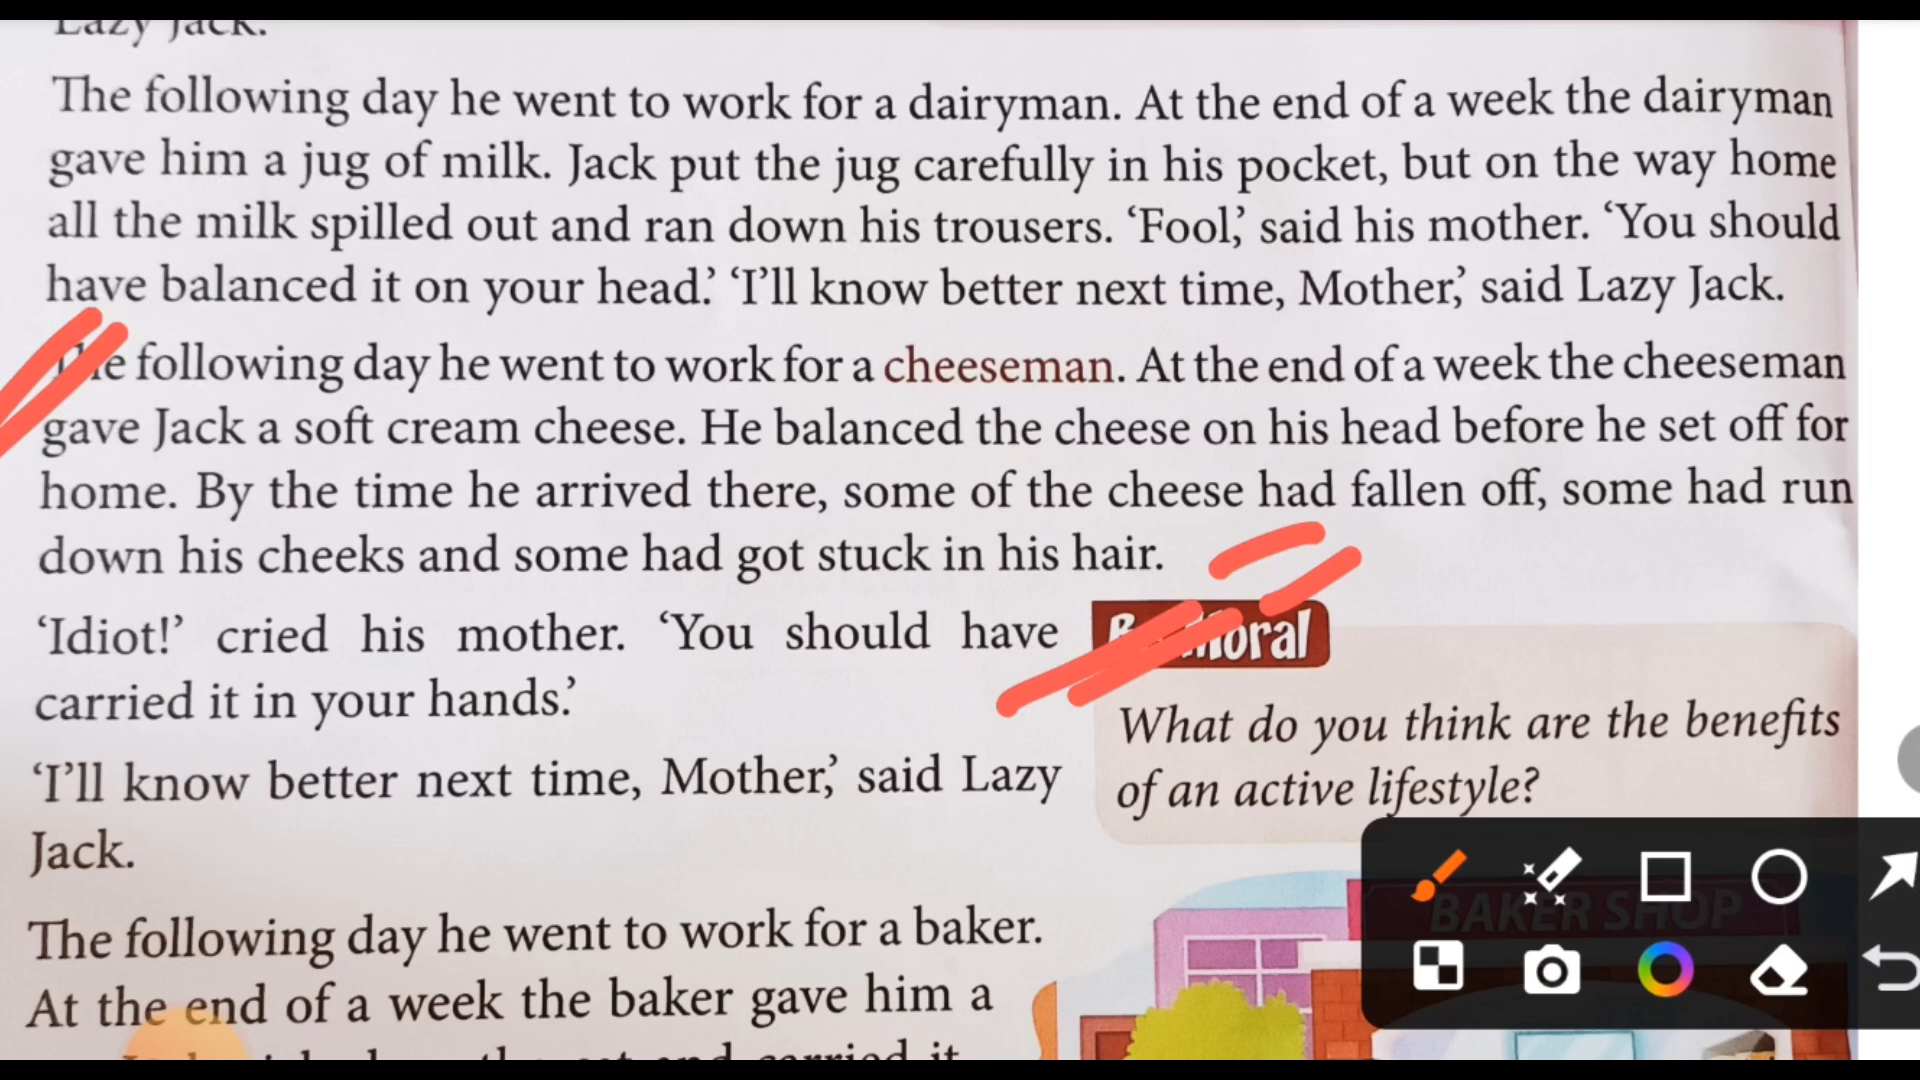 Lazy Jack.
The following day he went to work for a dairyman. At the end of a week the dairyman
gave him a jug of milk. Jack put the jug carefully in his pocket, but on the way home
all the milk spilled out and ran down his trousers. ‘Fool,’ said his mother. ‘You should
have balanced it on your head.’ ‘I’ll know better next time, Mother,’ said Lazy Jack.
The following day he went to work for a cheeseman. At the end of a week the cheeseman
gave Jack a soft cream cheese. He balanced the cheese on his head before he set off for
home. By the time he arrived there, some of the cheese had fallen off, some had run
down his cheeks and some had got stuck in his hair.
‘Idiot!’ cried his mother. ‘You should have
carried it in your hands.’
‘I’ll know better next time, Mother,’ said Lazy
Jack.
The following day he went to work for a baker.
At the end of a week the baker gave him a
carried it
Moral
What do you think are the benefits
of an active lifestyle?
BAKER SHOP